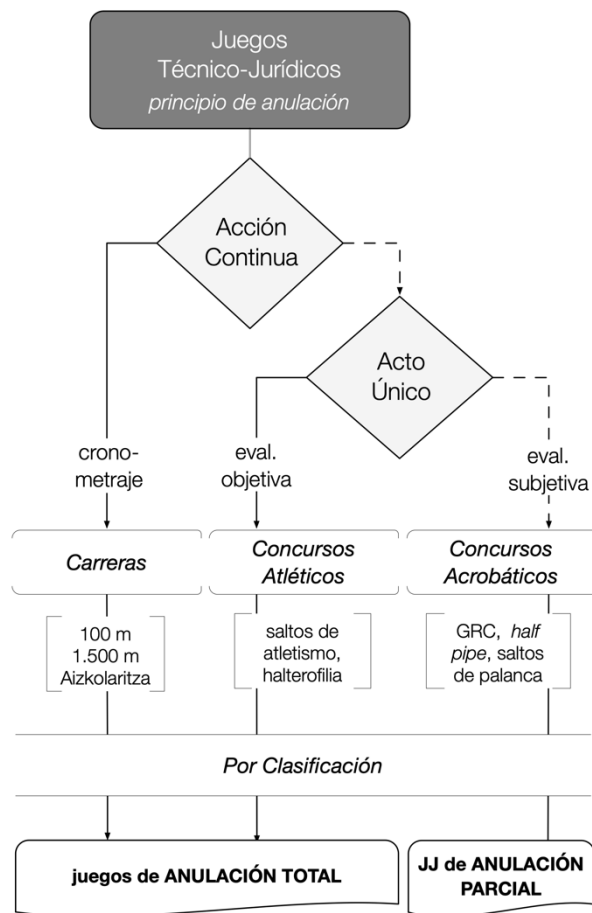 Juegos
Técnico-Jurídicos
principio de anulación
Acción
Continua
Acto
Único
crono-
metraje
eval.
objetiva
eval.
subjetiva
Carreras
Concursos
Atléticos
Concursos
Acrobáticos
100 m
1.500 m
Aizkolaritza
saltos de
atletismo,
halterofilia
GRC, half
pipe, saltos
de palanca
Por Clasificación
juegos de ANULACIÓN TOTAL
JJ de ANULACIÓN
PARCIAL